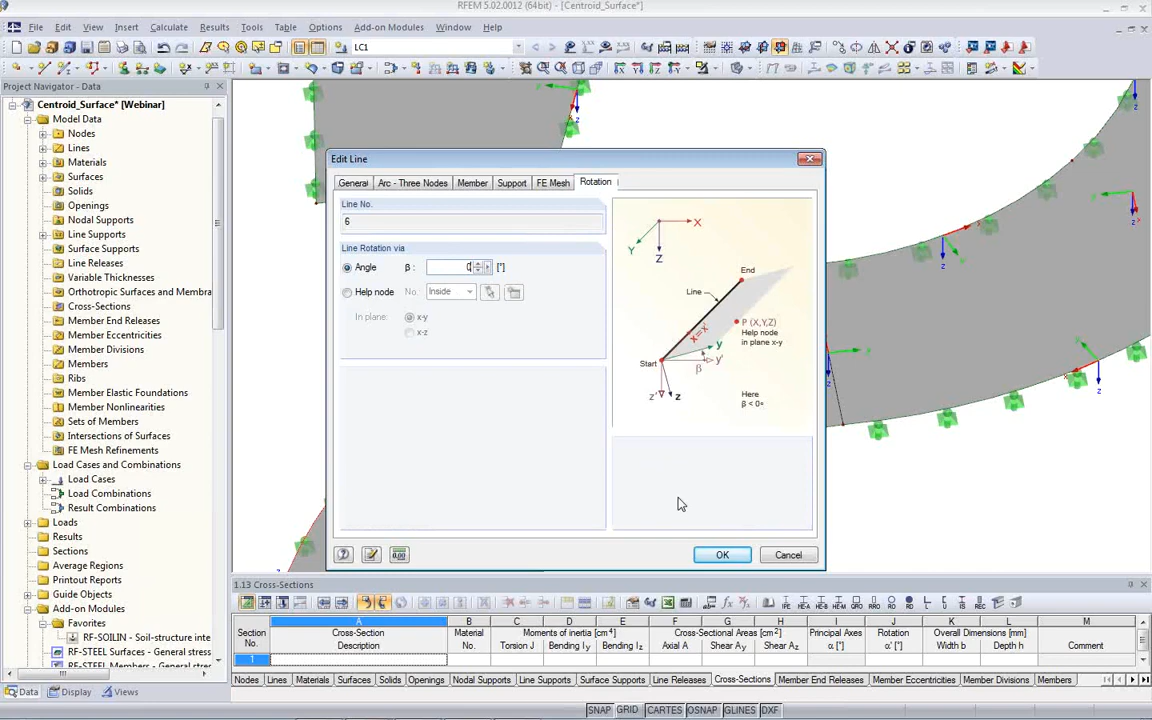 RFEM 5.02.0012 (64bit) - [Centroid_Surface*]
File Edit View Insert Calculate Results Tools Table Options Add-on Modules Window Help
LC1
Project Navigator - Data
Centroid_Surface* [Webinar]
Model Data
Nodes
Lines
Materials
Surfaces
Solids
Openings
Nodal Supports
Line Supports
Surface Supports
Line Releases
Variable Thicknesses
Orthotropic Surfaces and Membra
Cross-Sections
Member End Releases
Member Eccentricities
Member Divisions
Members
Ribs
Member Elastic Foundations
Member Nonlinearities
Sets of Members
Intersections of Surfaces
FE Mesh Refinements
Load Cases and Combinations
Load Cases
Load Combinations
Result Combinations
Loads
Results
Sections
Average Regions
Printout Reports
Guide Objects
Add-on Modules
Favorites
RF-SOILIN - Soil-structure inte
RF-STEEL Surfaces - General stress
RF-STEEL Members - General stres
Data Display Views
Edit Line
General Arc - Three Nodes Member Support FE Mesh Rotation
Line No.
6
Line Rotation via
Angle β : 0 [°]
Help node No.: Inside
In plane: x-y
x-z
X
Y
Z
End
Line
x=x'
P (X,Y,Z)
Help node
in plane x-y
y
Start
y'
β
z' z
Here
β < 0°
OK Cancel
1.13 Cross-Sections
A B C D E F G H I J K L M
Section No.
Cross-Section Description
Material No.
Moments of inertia [cm⁴]
Torsion J Bending Iy Bending Iz
Cross-Sectional Areas [cm²]
Axial A Shear Ay Shear Az
Principal Axes α [°]
Rotation α' [°]
Overall Dimensions [mm]
Width b Depth h
Comment
1
Nodes Lines Materials Surfaces Solids Openings Nodal Supports Line Supports Surface Supports Line Releases Cross-Sections Member End Releases Member Eccentricities Member Divisions Members
SNAP GRID CARTES OSNAP GLINES DXF